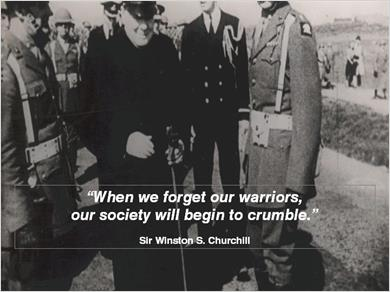 “When we forget our warriors,
our society will begin to crumble.”
Sir Winston S. Churchill